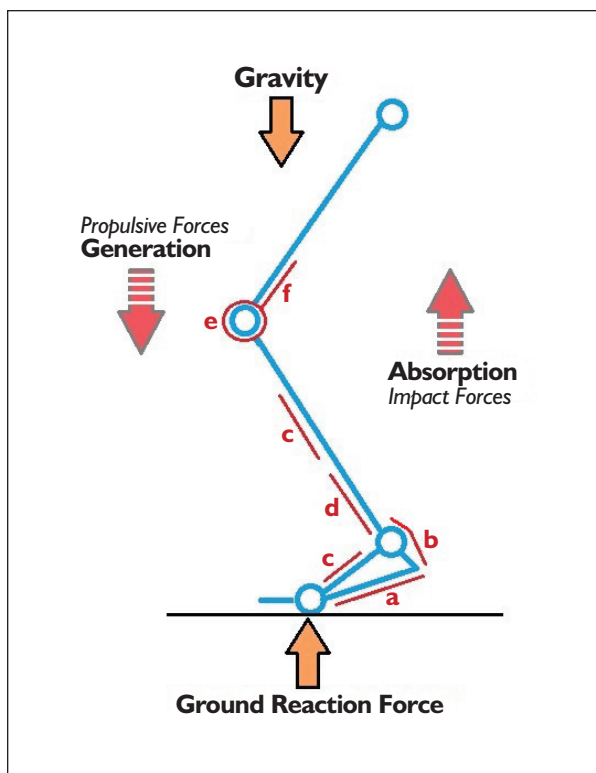 Gravity
Propulsive Forces
Generation
f
e
Absorption
Impact Forces
c
d
b
c
a
Ground Reaction Force